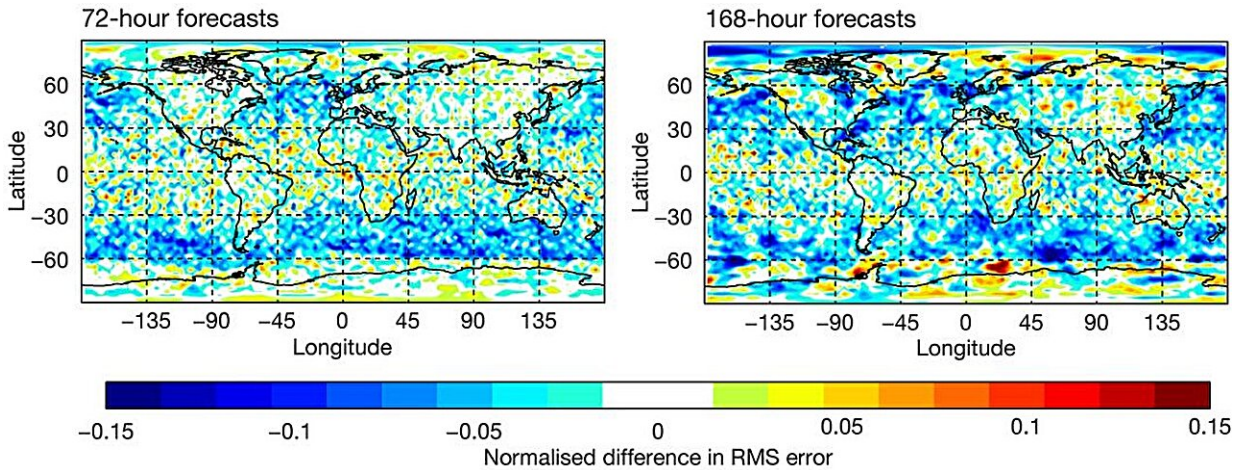 72-hour forecasts
168-hour forecasts
Latitude
60
30
0
−30
−60
−135 −90 −45 0 45 90 135
Longitude
Latitude
60
30
0
−30
−60
−135 −90 −45 0 45 90 135
Longitude
−0.15 −0.1 −0.05 0 0.05 0.1 0.15
Normalised difference in RMS error